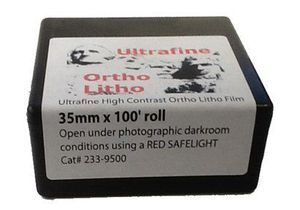 Ultrafine
Ortho
Litho
Ultrafine High Contrast Ortho Litho Film
35mm x 100' roll
Open under photographic darkroom
conditions using a RED SAFELIGHT
Cat# 233-9500